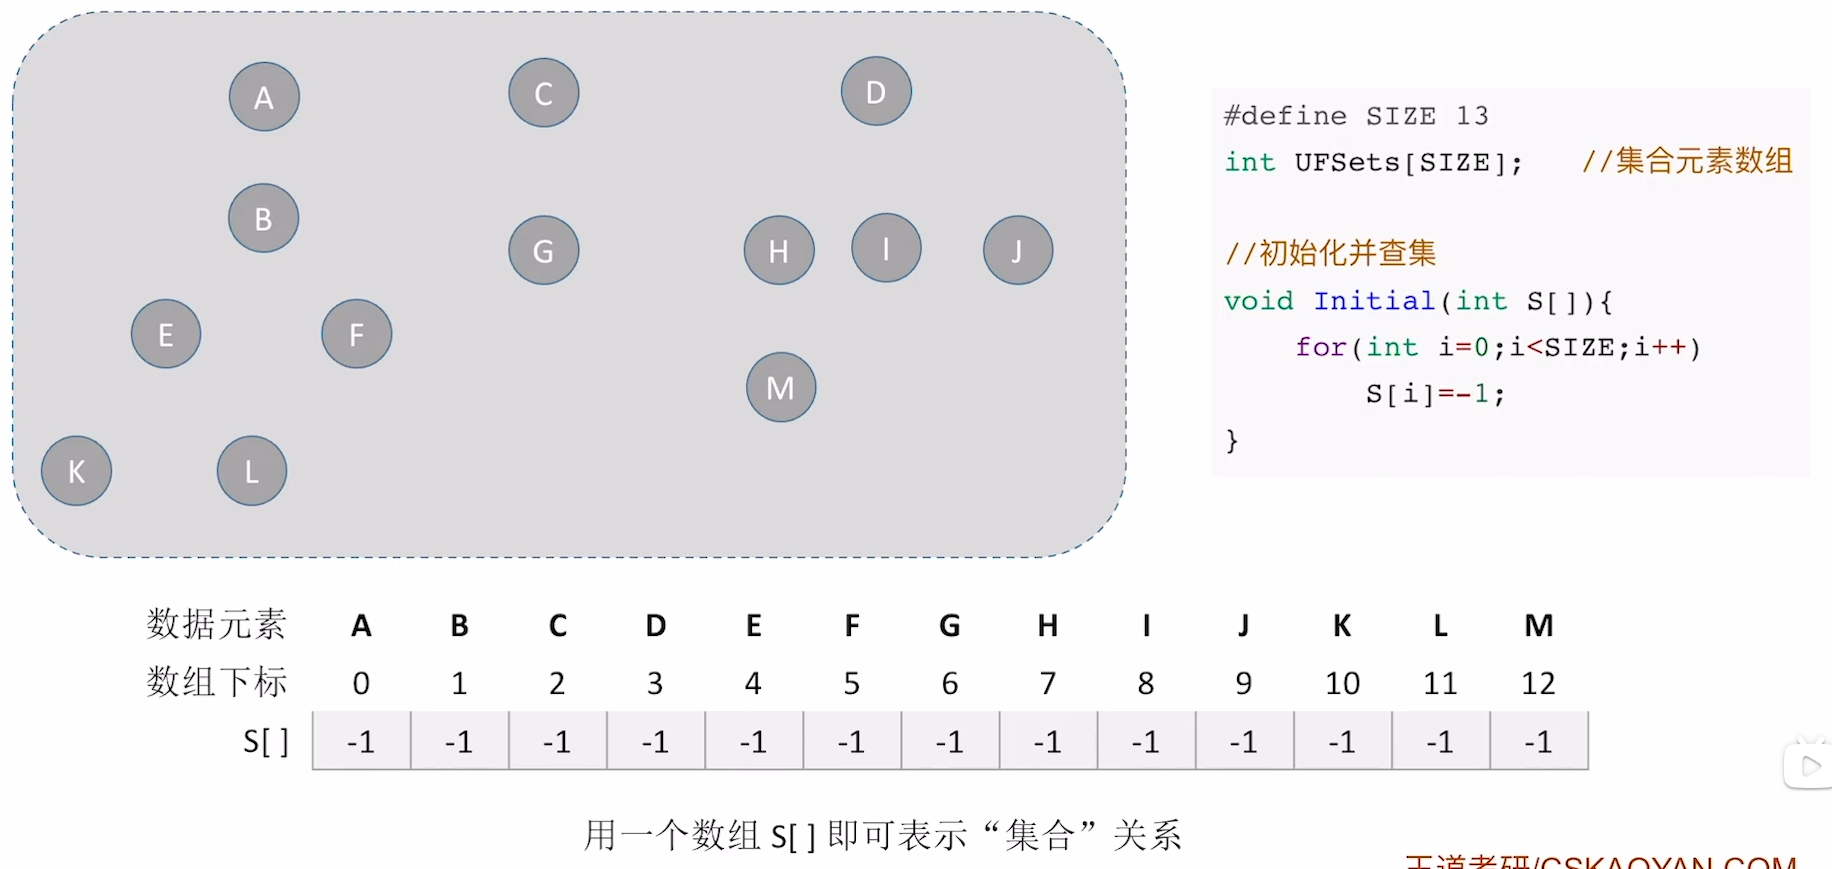 A C D
B
G H I J
E F
M
K L
#define SIZE 13
int UFSets[SIZE]; //集合元素数组
//初始化并查集
void Initial(int S[]){
for(int i=0;i<SIZE;i++)
S[i]=-1;
}
数据元素 A B C D E F G H I J K L M
数组下标 0 1 2 3 4 5 6 7 8 9 10 11 12
S[ ] -1 -1 -1 -1 -1 -1 -1 -1 -1 -1 -1 -1 -1
用一个数组 S[ ] 即可表示“集合”关系
王道考研/CSKAOYAN.COM